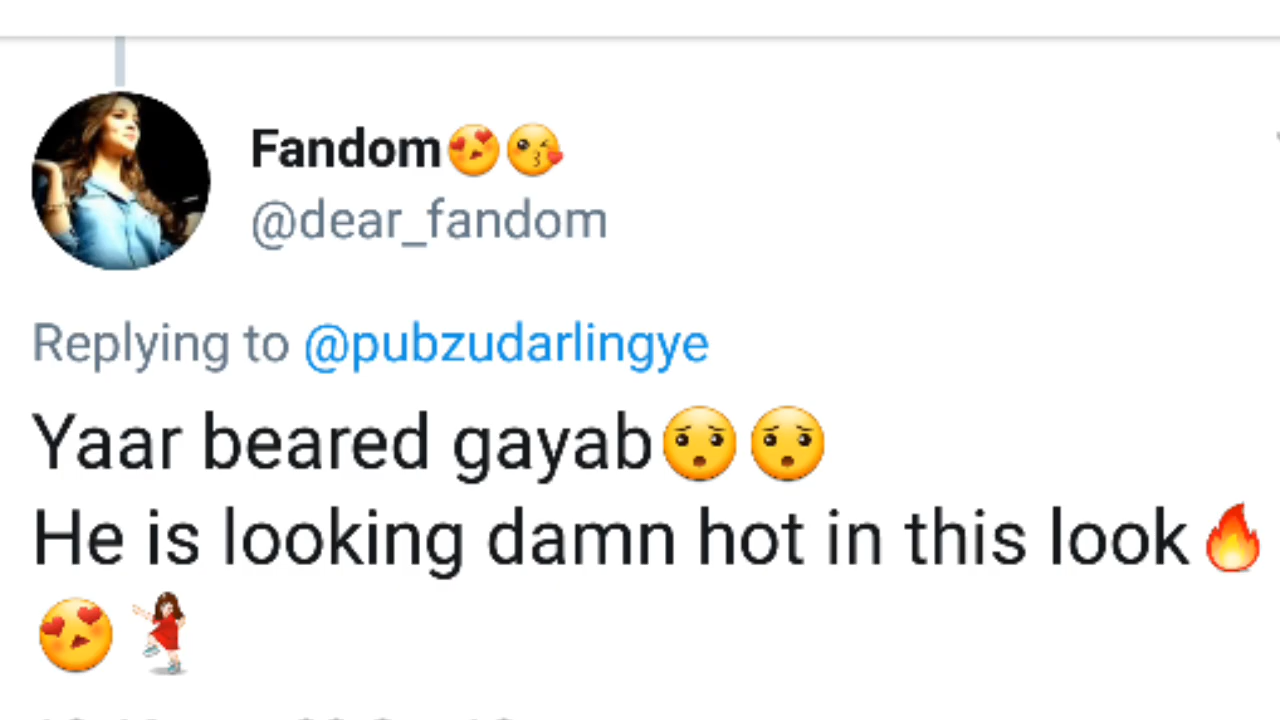 Fandom😍😘
@dear_fandom
Replying to @pubzudarlingye
Yaar beared gayab😯😯
He is looking damn hot in this look🔥
😍💃